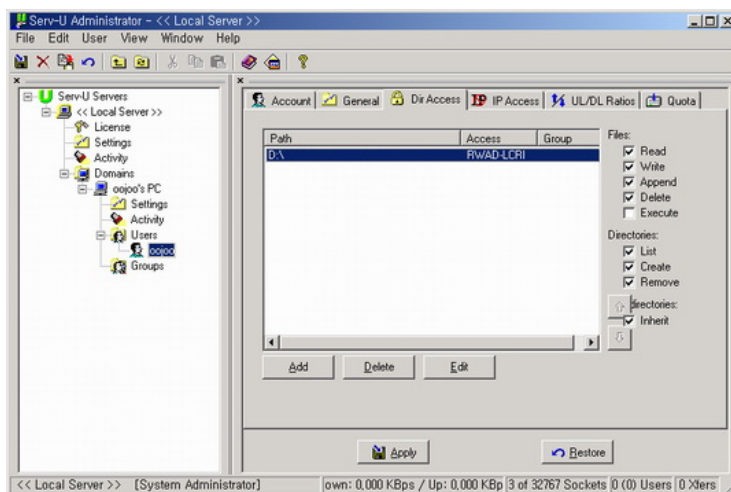 Serv-U Administrator - << Local Server >>
File Edit User View Window Help
Serv-U Servers
<< Local Server >>
License
Settings
Activity
Domains
oojoo's PC
Settings
Activity
Users
oojoo
Groups
Account General Dir Access IP Access UL/DL Ratios Quota
Path Access Group
D:\ RWAD-LCRI
Files:
Read
Write
Append
Delete
Execute
Directories:
List
Create
Remove
directories:
Inherit
Add Delete Edit
Apply Restore
<< Local Server >> [System Administrator] own: 0,000 KBps / Up: 0,000 KBp 3 of 32767 Sockets 0 (0) Users 0 Xfers